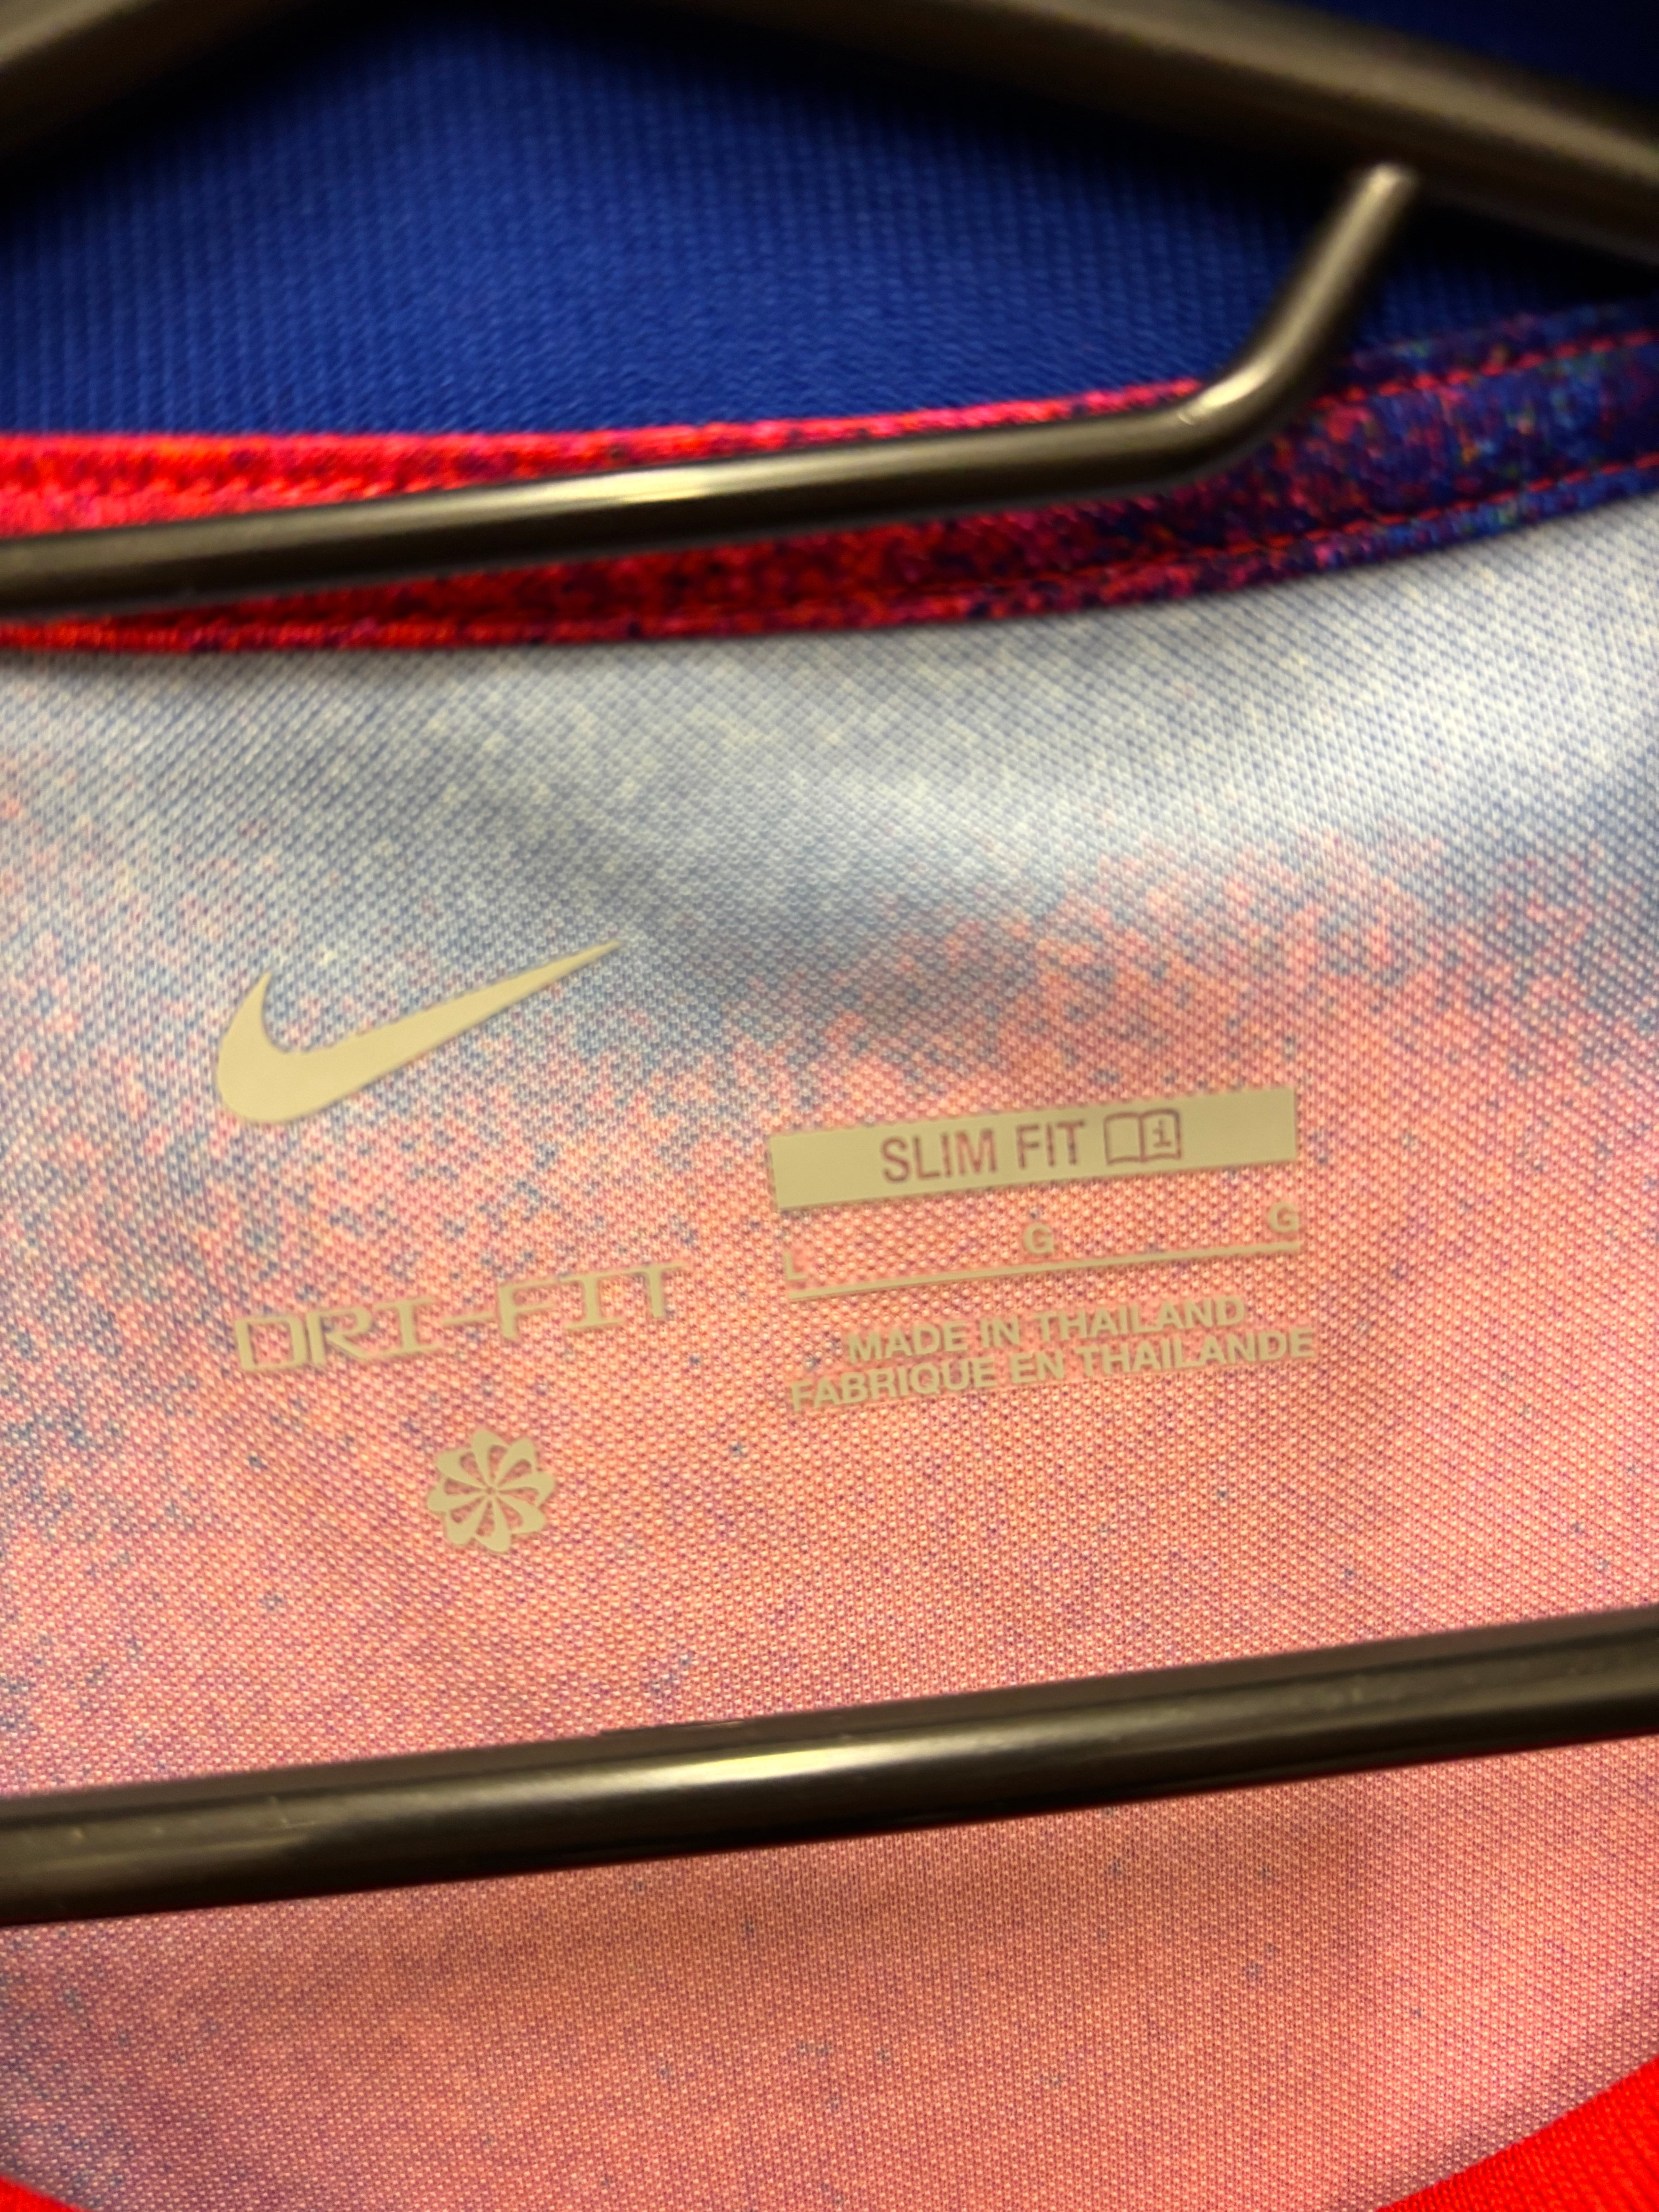 SLIM FIT
L G G
DRI-FIT
MADE IN THAILAND
FABRIQUE EN THAILANDE